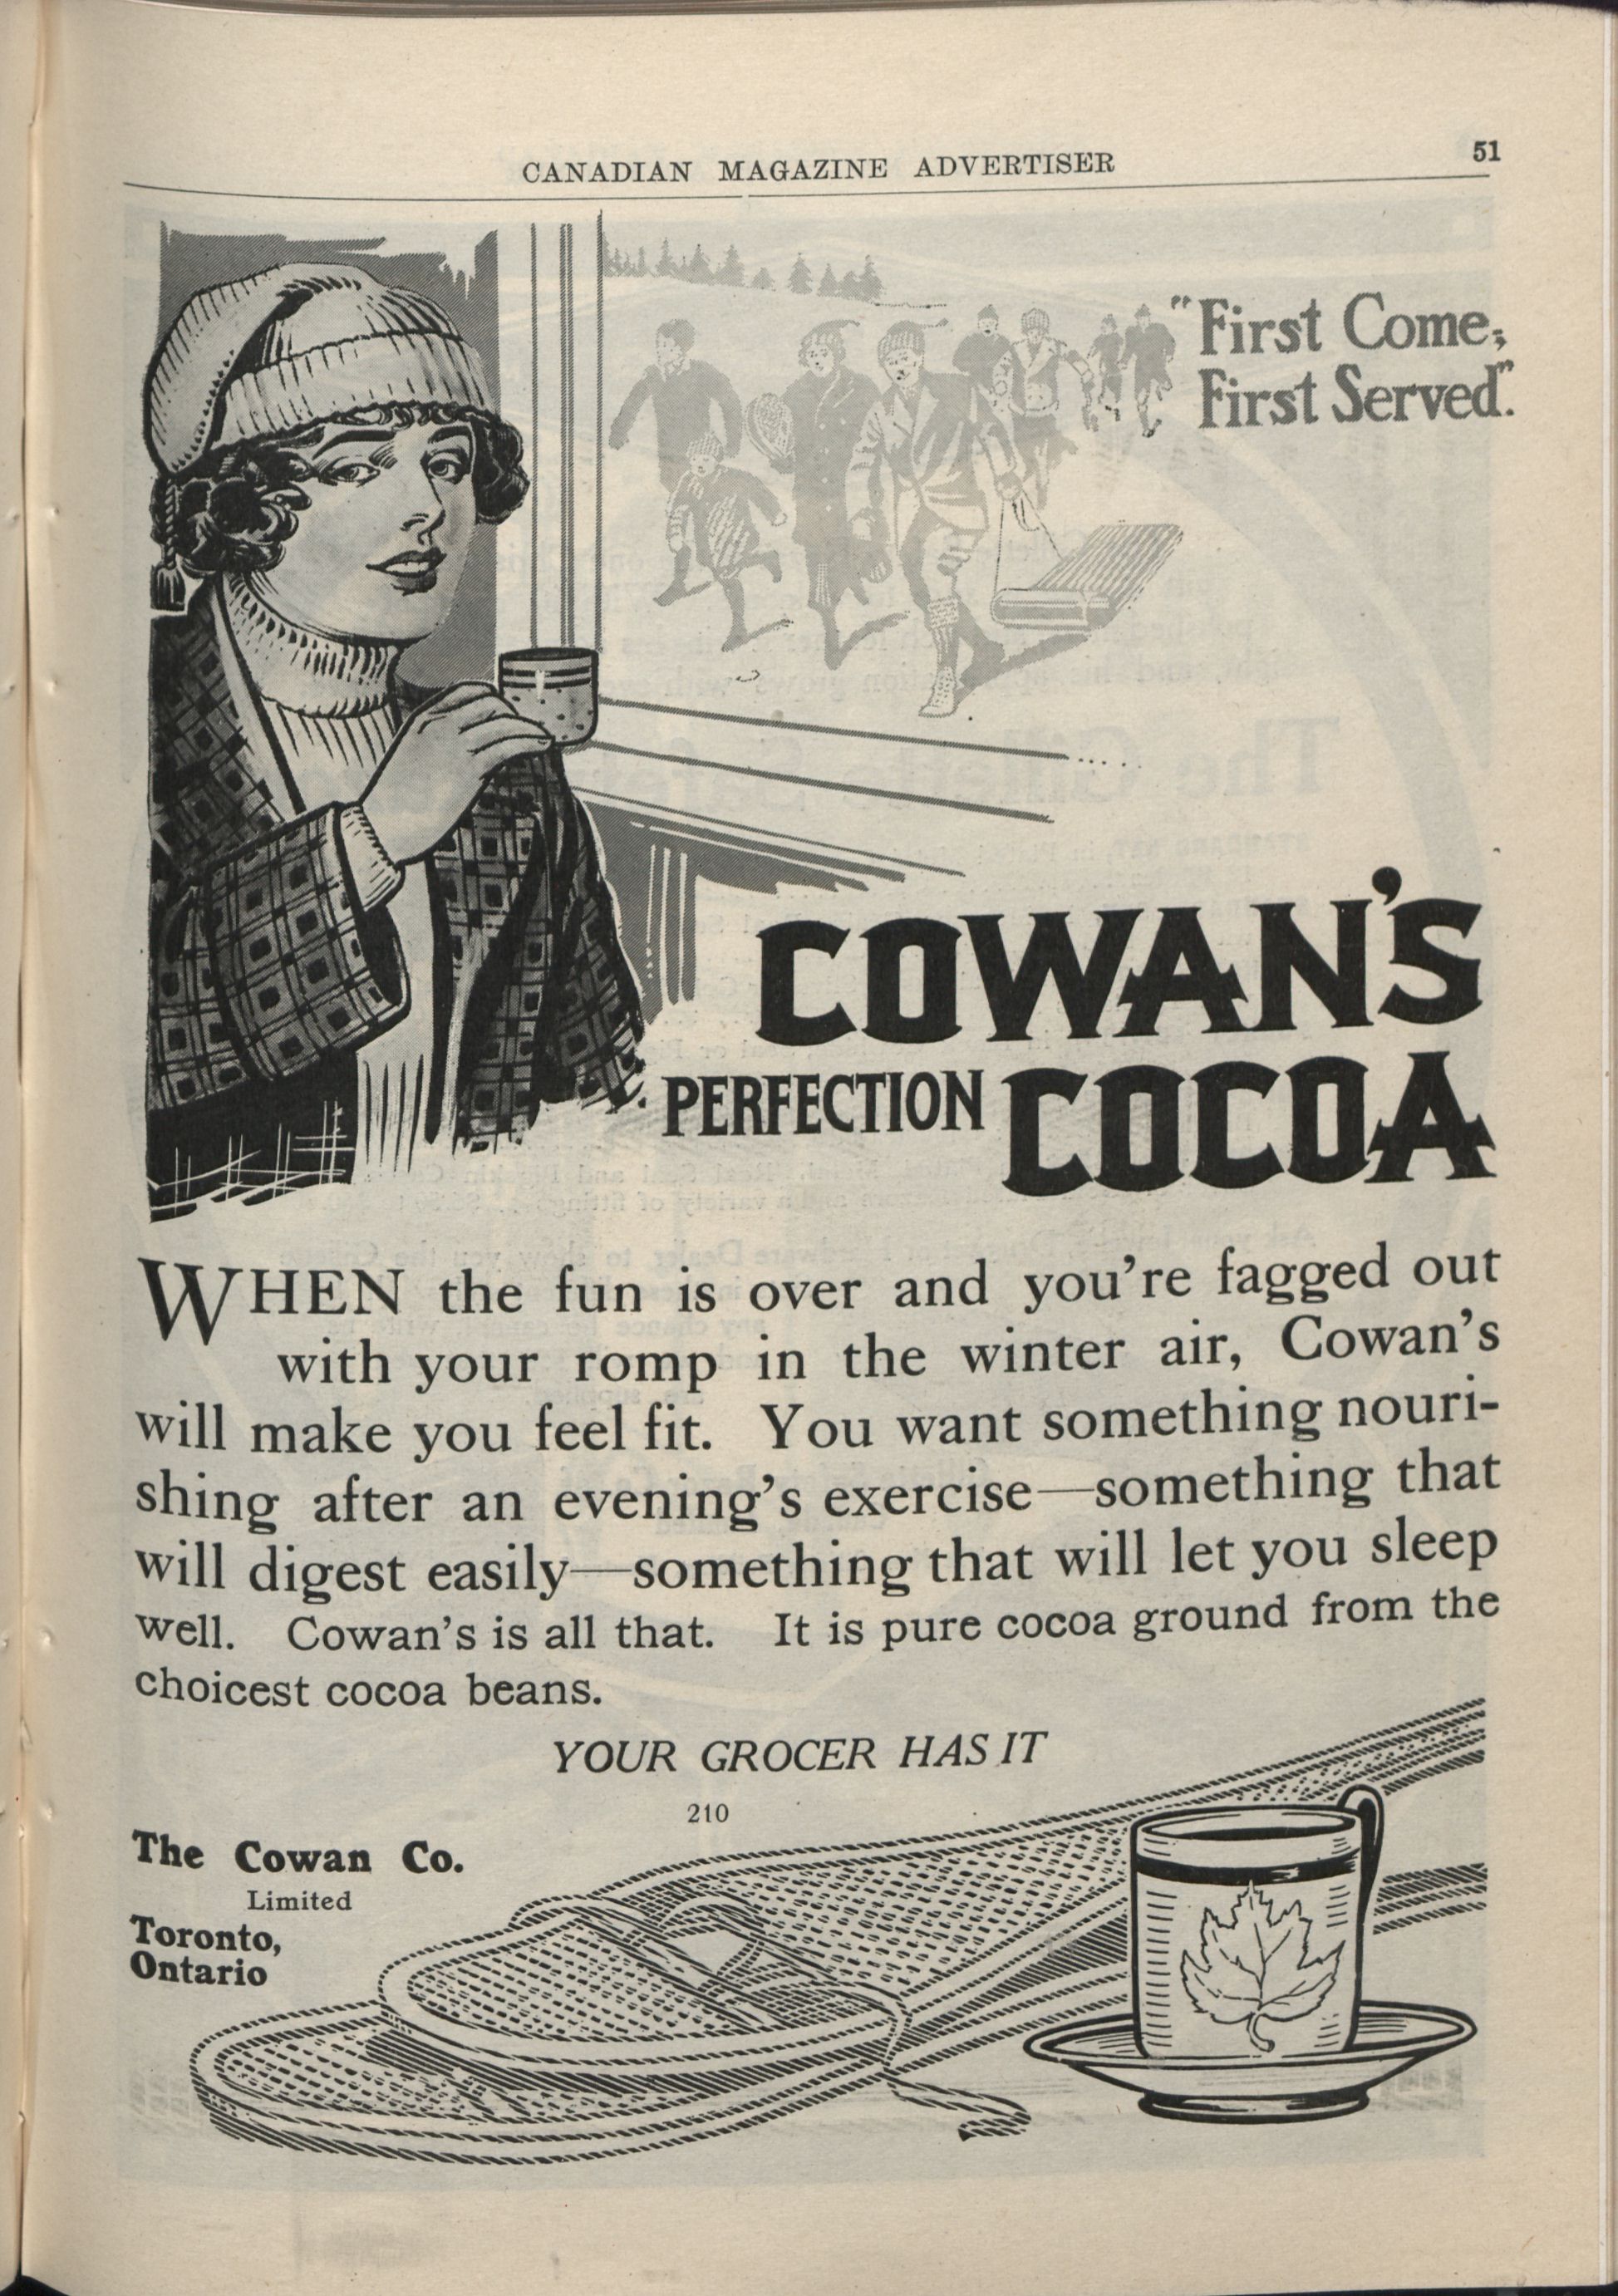 CANADIAN MAGAZINE ADVERTISER
51
"First Come,
First Served".
COWAN'S
PERFECTION COCOA
WHEN the fun is over and you're fagged out
with your romp in the winter air, Cowan's
will make you feel fit. You want something nouri-
shing after an evening's exercise—something that
will digest easily—something that will let you sleep
well. Cowan's is all that. It is pure cocoa ground from the
choicest cocoa beans.
YOUR GROCER HAS IT
210
The Cowan Co.
Limited
Toronto,
Ontario